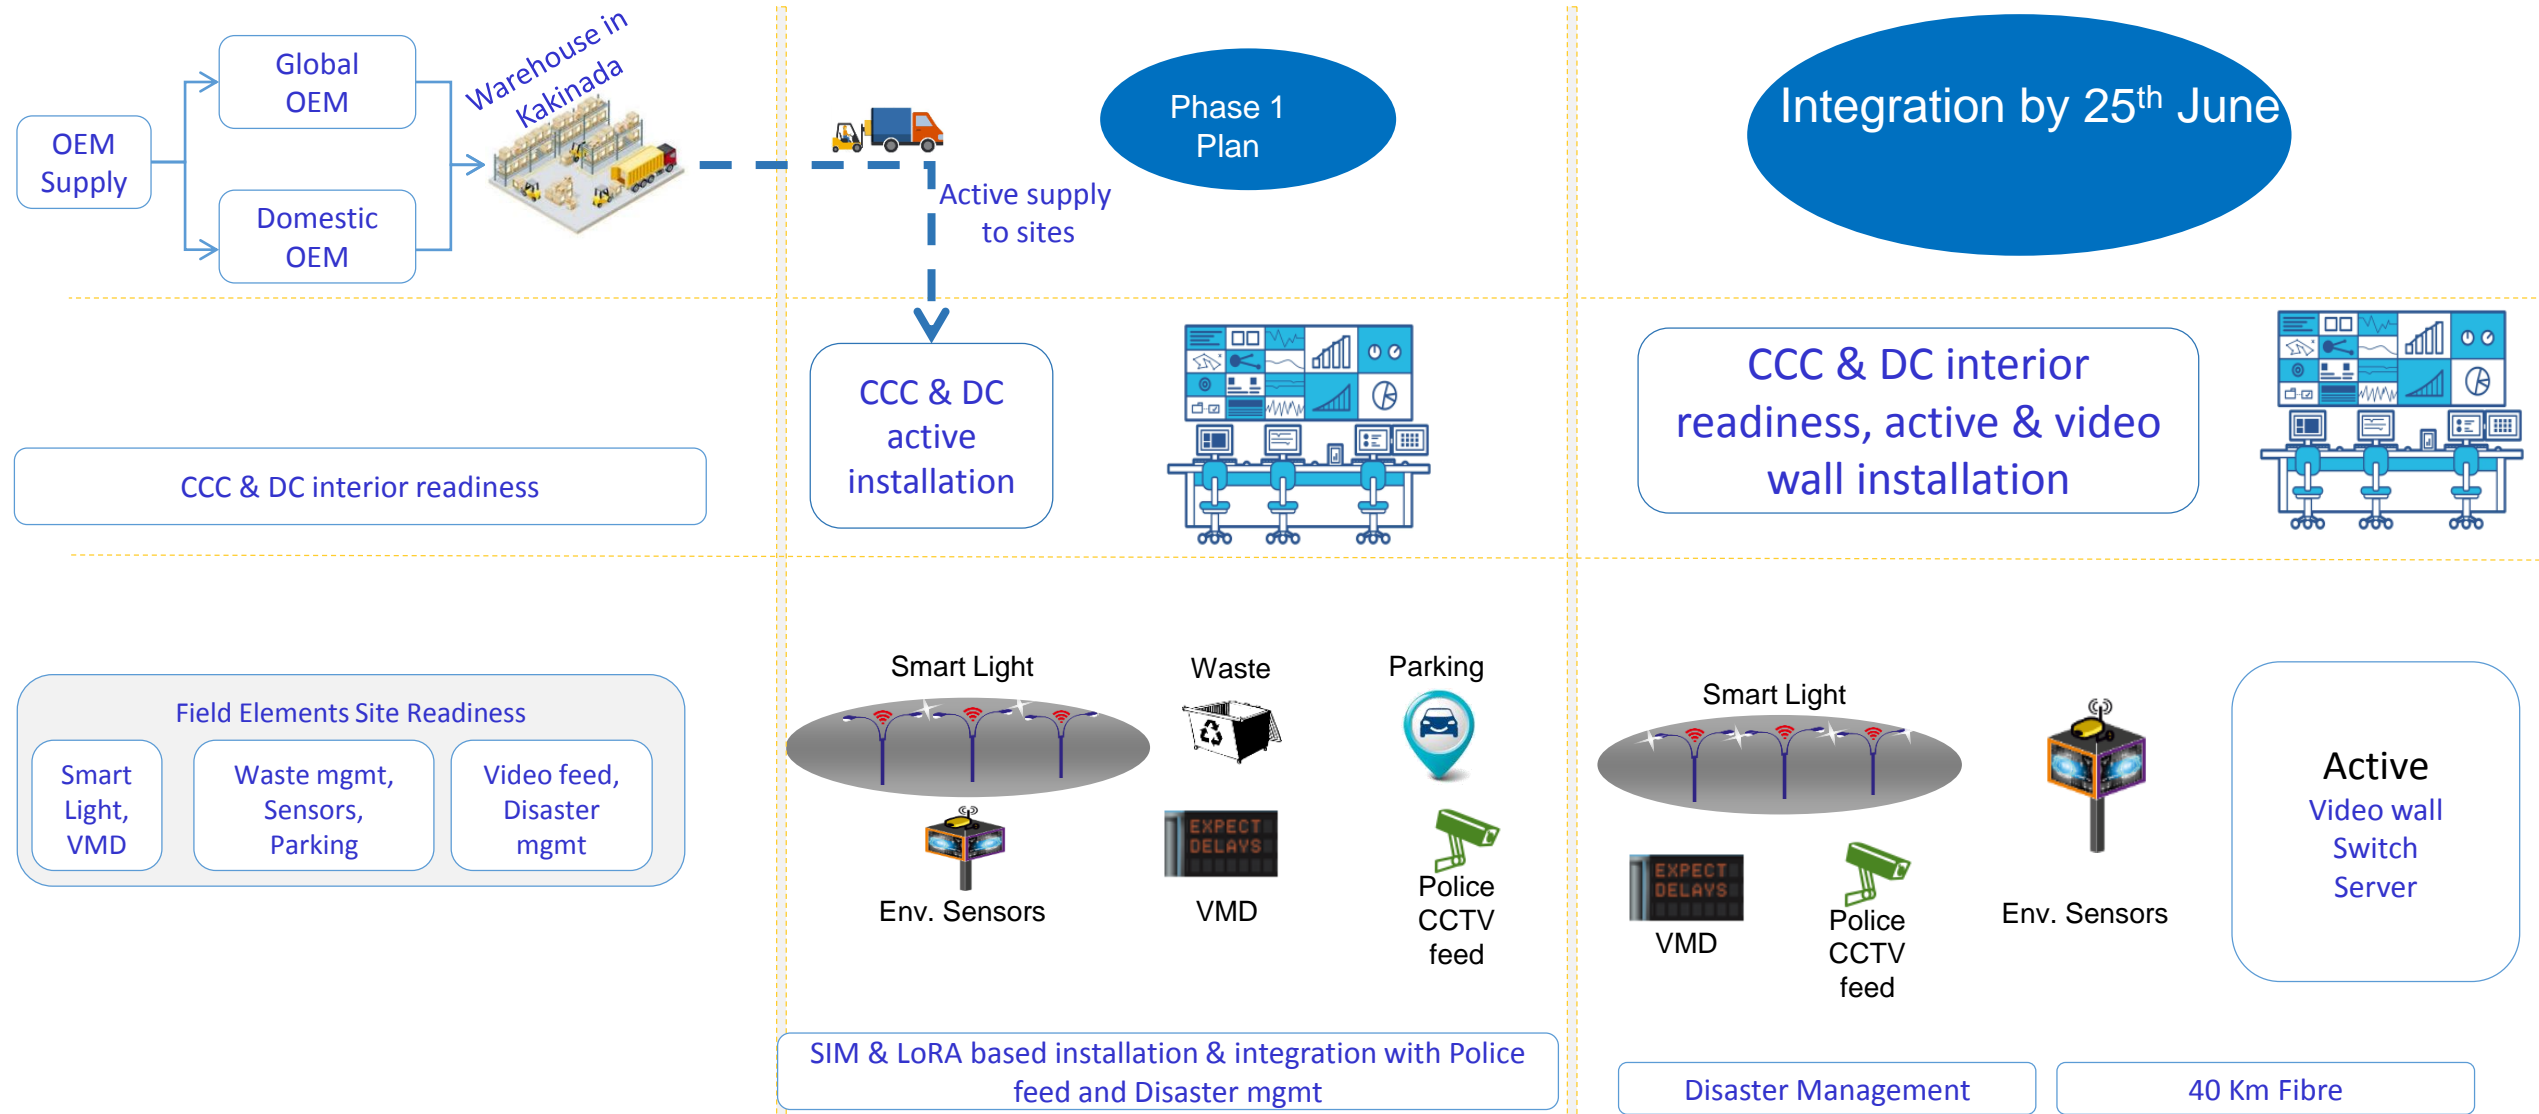 OEM
Supply
Global
OEM
Domestic
OEM
Warehouse in
Kakinada
Active supply
to sites
Phase 1
Plan
Integration by 25th June
CCC & DC interior readiness
CCC & DC
active
installation
CCC & DC interior
readiness, active & video
wall installation
Field Elements Site Readiness
Smart
Light,
VMD
Waste mgmt,
Sensors,
Parking
Video feed,
Disaster
mgmt
Smart Light
Waste
Parking
Env. Sensors
EXPECT
DELAYS
VMD
Police
CCTV
feed
SIM & LoRA based installation & integration with Police
feed and Disaster mgmt
Smart Light
EXPECT
DELAYS
VMD
Police
CCTV
feed
Env. Sensors
Active
Video wall
Switch
Server
Disaster Management
40 Km Fibre